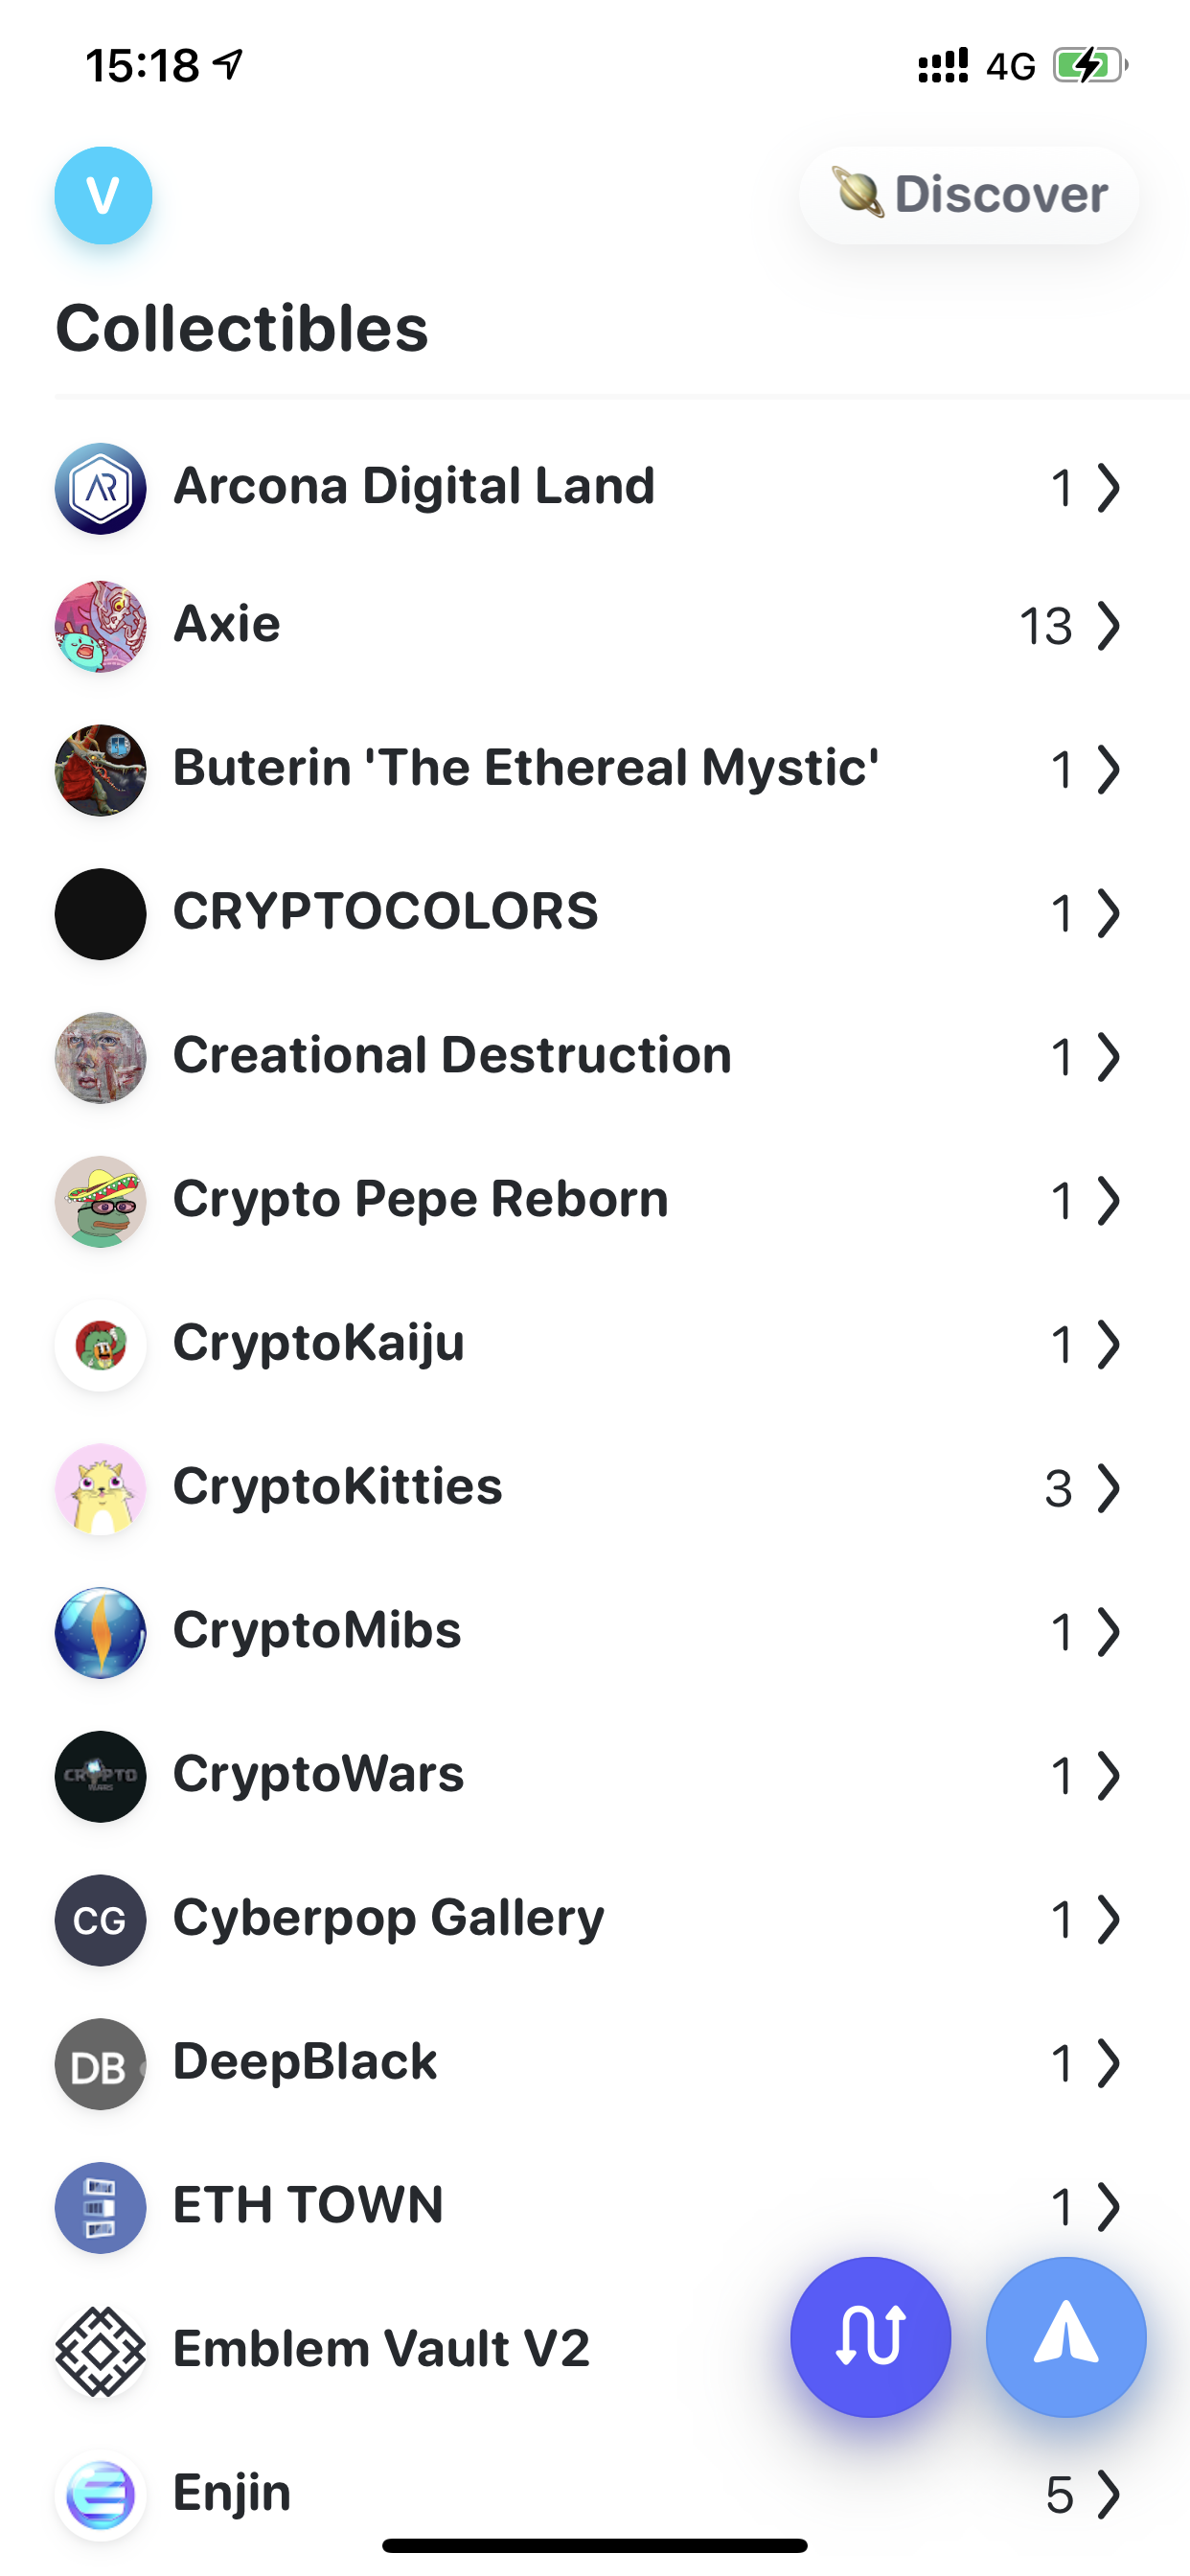 15:18 4G
V Discover
Collectibles
Arcona Digital Land 1
Axie 13
Buterin 'The Ethereal Mystic' 1
CRYPTOCOLORS 1
Creational Destruction 1
Crypto Pepe Reborn 1
CryptoKaiju 1
CryptoKitties 3
CryptoMibs 1
CRYPTO WARS CryptoWars 1
CG Cyberpop Gallery 1
DB DeepBlack 1
ETH TOWN 1
Emblem Vault V2
Enjin 5